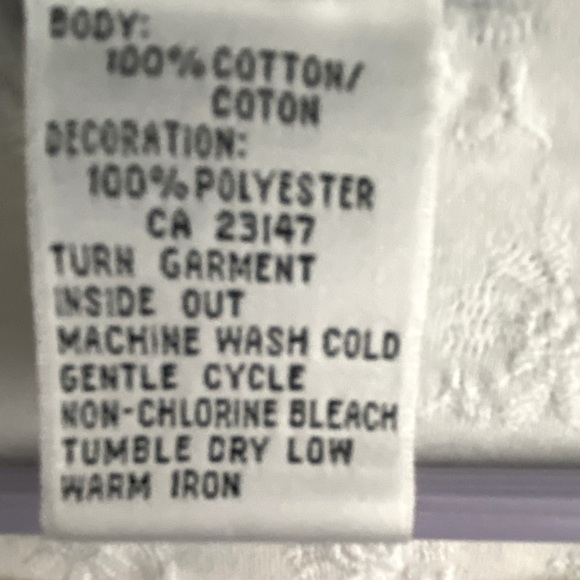 BODY:
100% COTTON/
COTON
DECORATION:
100% POLYESTER
CA 23147
TURN GARMENT
INSIDE OUT
MACHINE WASH COLD
GENTLE CYCLE
NON-CHLORINE BLEACH
TUMBLE DRY LOW
WARM IRON